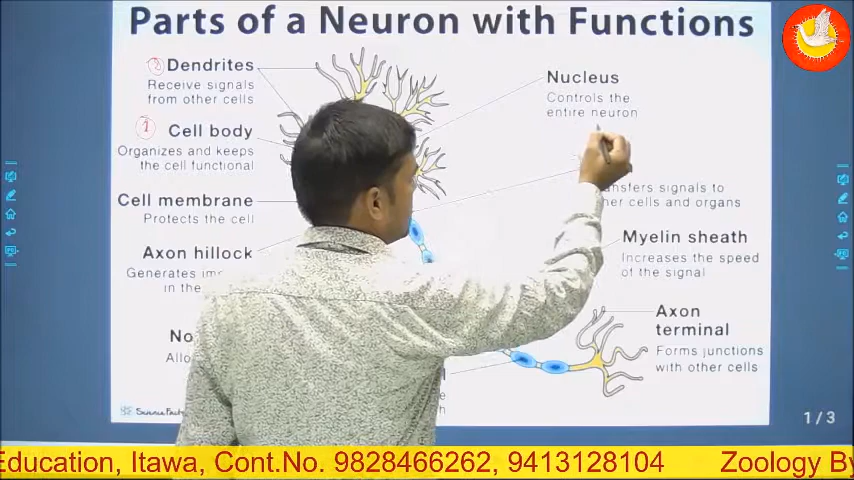 Parts of a Neuron with Functions
2
Dendrites
Receive signals
from other cells
1
Cell body
Organizes and keeps
the cell functional
Cell membrane
Protects the cell
Axon hillock
Generates
in the
Nucleus
Controls the
entire neuron
signals to
cells and organs
Myelin sheath
Increases the speed
of the signal
Axon
terminal
Forms junctions
with other cells
1/3
Education, Itawa, Cont.No. 9828466262, 9413128104 Zoology By